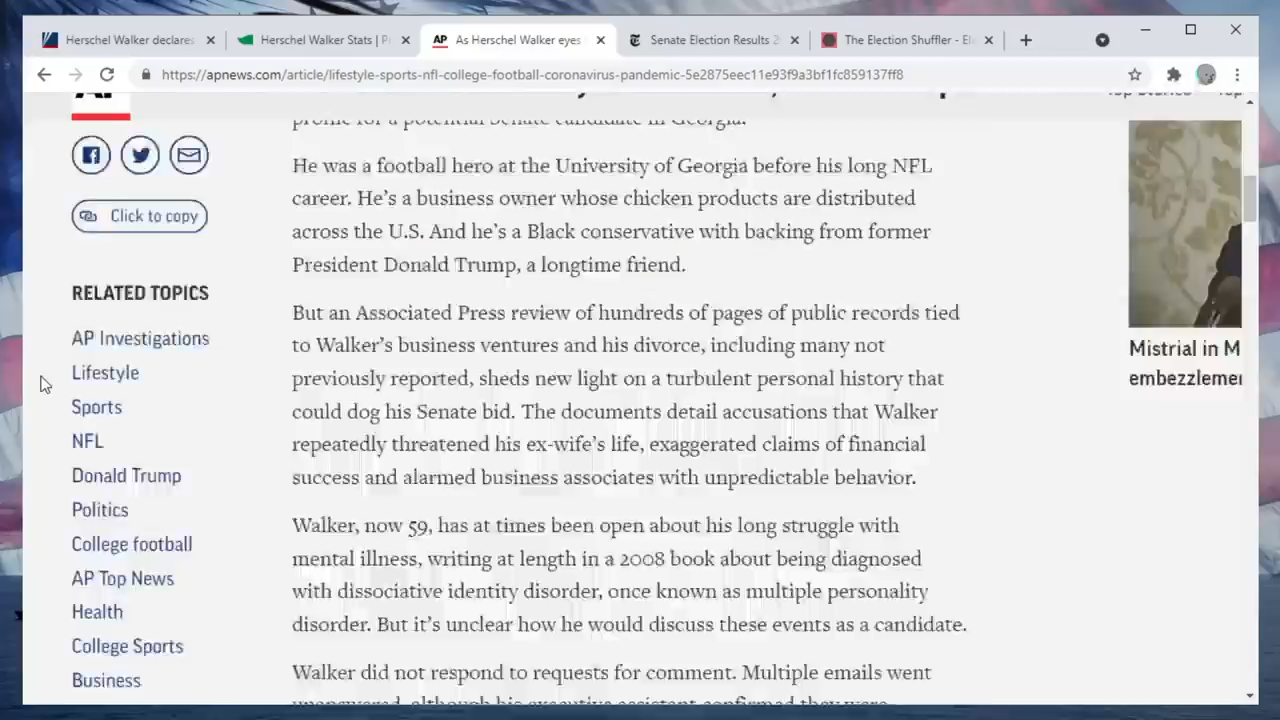 Herschel Walker declares
Herschel Walker Stats | P
As Herschel Walker eyes
Senate Election Results 2
The Election Shuffler - Ele
https://apnews.com/article/lifestyle-sports-nfl-college-football-coronavirus-pandemic-5e2875eec11e93f9a3bf1fc859137ff8
AP
profile for a potential Senate candidate in Georgia.
He was a football hero at the University of Georgia before his long NFL
career. He's a business owner whose chicken products are distributed
across the U.S. And he's a Black conservative with backing from former
President Donald Trump, a longtime friend.
But an Associated Press review of hundreds of pages of public records tied
to Walker's business ventures and his divorce, including many not
previously reported, sheds new light on a turbulent personal history that
could dog his Senate bid. The documents detail accusations that Walker
repeatedly threatened his ex-wife's life, exaggerated claims of financial
success and alarmed business associates with unpredictable behavior.
Walker, now 59, has at times been open about his long struggle with
mental illness, writing at length in a 2008 book about being diagnosed
with dissociative identity disorder, once known as multiple personality
disorder. But it's unclear how he would discuss these events as a candidate.
Walker did not respond to requests for comment. Multiple emails went
unanswered, although his executive assistant confirmed they were
Click to copy
RELATED TOPICS
AP Investigations
Lifestyle
Sports
NFL
Donald Trump
Politics
College football
AP Top News
Health
College Sports
Business
Top Stories
Mistrial in M
embezzlemen